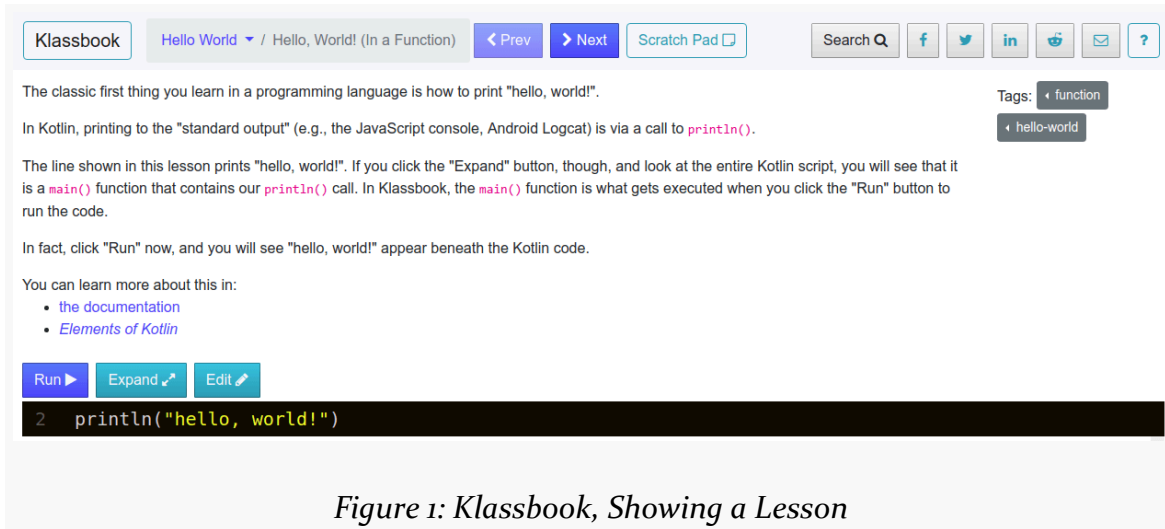 Klassbook Hello World / Hello, World! (In a Function) Prev Next Scratch Pad Search f in ?
The classic first thing you learn in a programming language is how to print "hello, world!".
Tags: function
In Kotlin, printing to the "standard output" (e.g., the JavaScript console, Android Logcat) is via a call to println().
hello-world
The line shown in this lesson prints "hello, world!". If you click the "Expand" button, though, and look at the entire Kotlin script, you will see that it
is a main() function that contains our println() call. In Klassbook, the main() function is what gets executed when you click the "Run" button to
run the code.
In fact, click "Run" now, and you will see "hello, world!" appear beneath the Kotlin code.
You can learn more about this in:
• the documentation
• Elements of Kotlin
Run Expand Edit
2 println("hello, world!")
Figure 1: Klassbook, Showing a Lesson